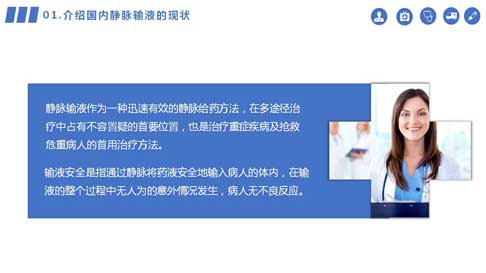 01.介绍国内静脉输液的现状
静脉输液作为一种迅速有效的静脉给药方法，在多途径治
疗中占有不容置疑的首要位置，也是治疗重症疾病及抢救
危重病人的首用治疗方法。
输液安全是指通过静脉将药液安全地输入病人的体内，在输
液的整个过程中无人为的意外情况发生，病人无不良反应。